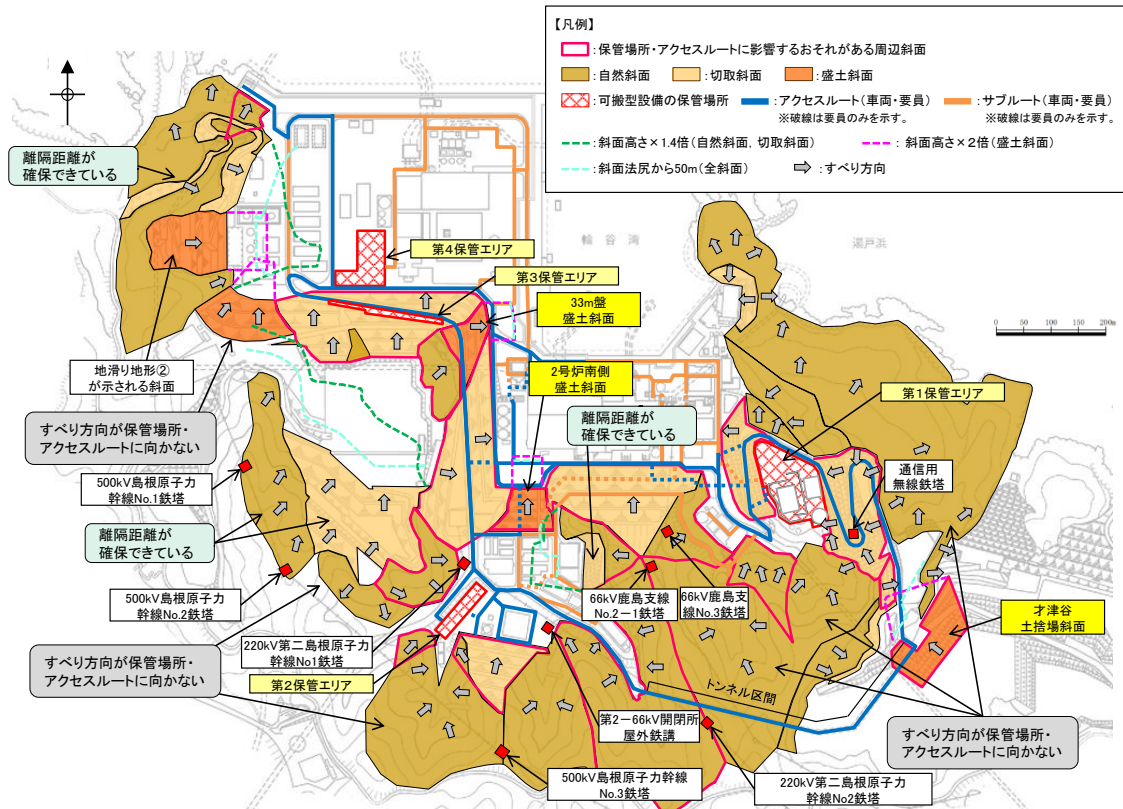 【凡例】
:保管場所・アクセスルートに影響するおそれがある周辺斜面
:自然斜面
:切取斜面
:盛土斜面
:可搬型設備の保管場所
:アクセスルート(車両・要員)
※破線は要員のみを示す。
:サブルート(車両・要員)
※破線は要員のみを示す。
:斜面高さ×1.4倍(自然斜面, 切取斜面)
:斜面高さ×2倍(盛土斜面)
:斜面法尻から50m(全斜面)
:すべり方向
離隔距離が
確保できている
第4保管エリア
第3保管エリア
33m盤
盛土斜面
輪谷湾
湯戸浜
0 50 100 150 200m
地滑り地形②
が示される斜面
2号炉南側
盛土斜面
第1保管エリア
すべり方向が保管場所・
アクセスルートに向かない
離隔距離が
確保できている
通信用
無線鉄塔
500kV島根原子力
幹線No.1鉄塔
離隔距離が
確保できている
500kV島根原子力
幹線No.2鉄塔
66kV鹿島支線
No.2-1鉄塔
66kV鹿島支
線No.3鉄塔
才捨谷
土捨場斜面
220kV第二島根原子力
幹線No1鉄塔
すべり方向が保管場所・
アクセスルートに向かない
第2保管エリア
トンネル区間
第2-66kV開閉所
屋外鉄講
すべり方向が保管場所・
アクセスルートに向かない
500kV島根原子力幹線
No.3鉄塔
220kV第二島根原子力
幹線No2鉄塔